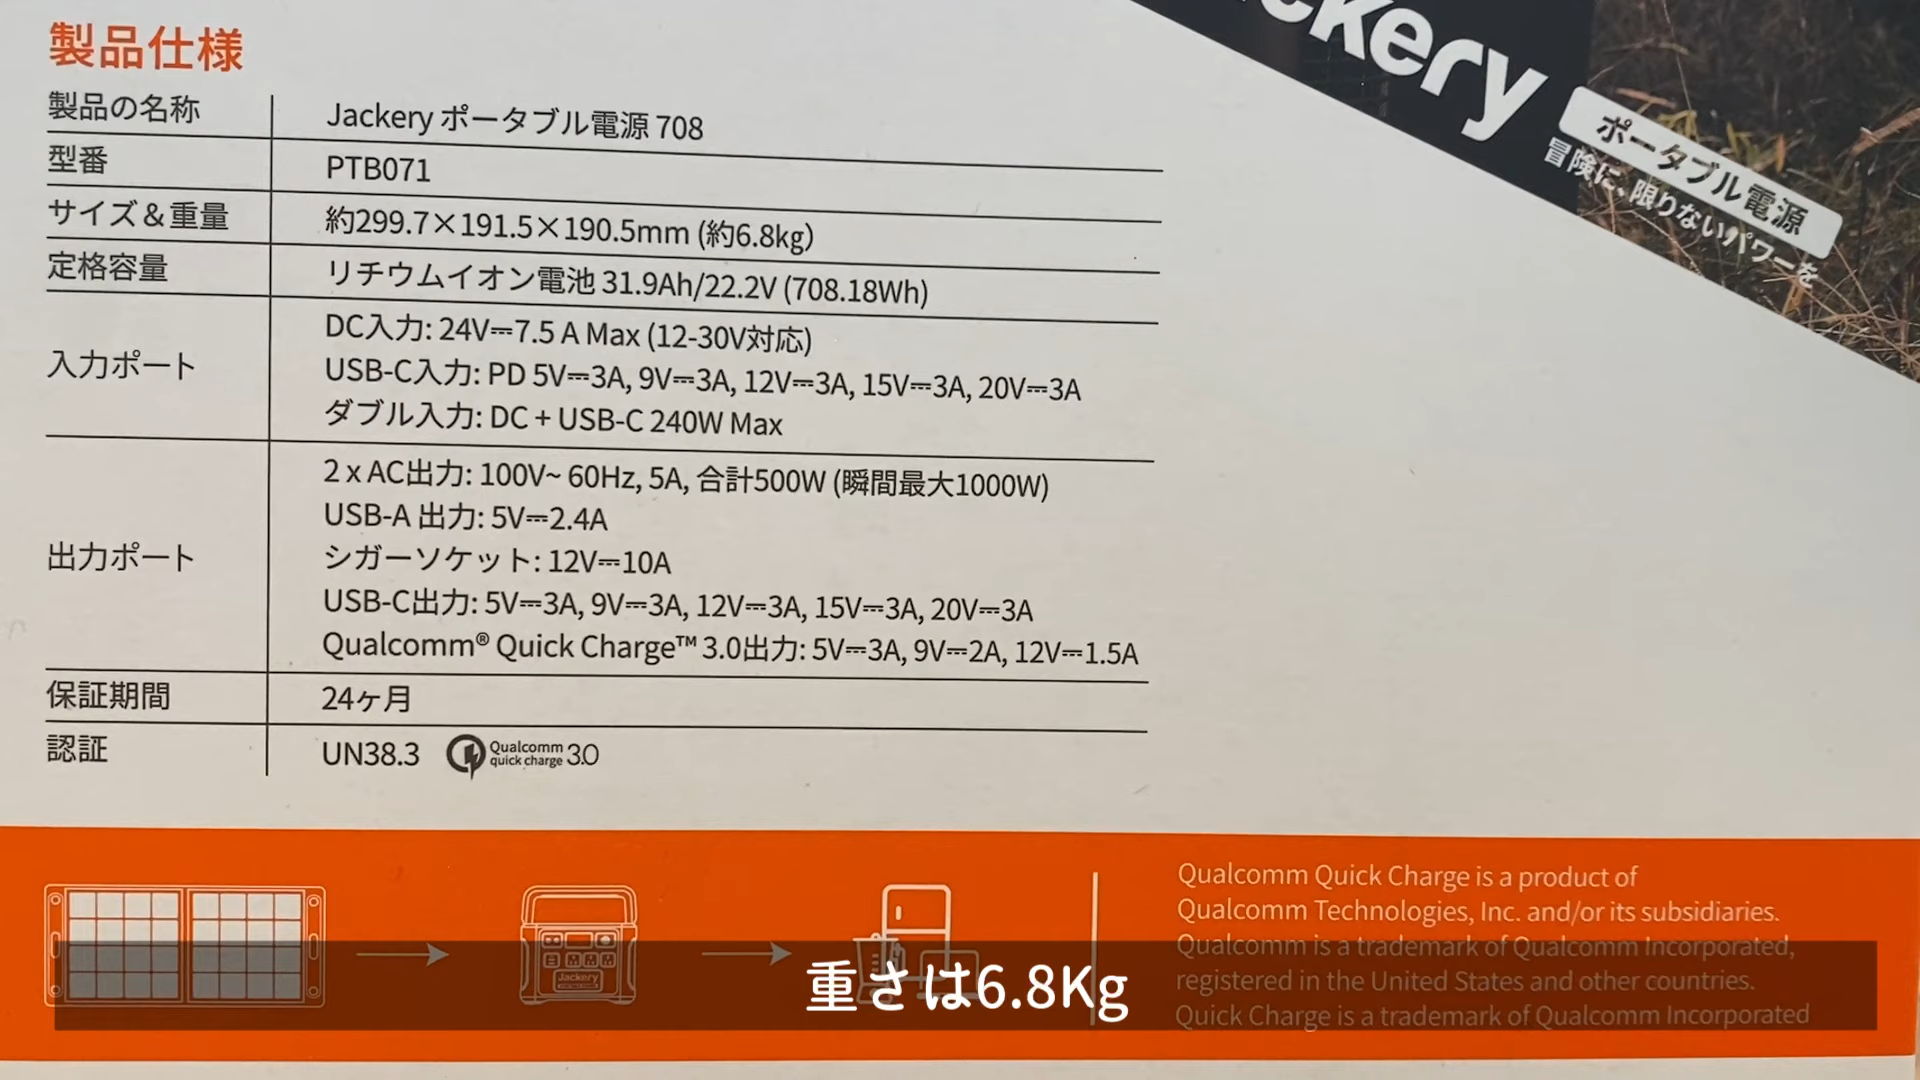 製品仕様
製品の名称 Jackery ポータブル電源 708
型番 PTB071
サイズ&重量 約299.7×191.5×190.5mm (約6.8kg)
定格容量 リチウムイオン電池 31.9Ah/22.2V (708.18Wh)
入力ポート
DC入力: 24V⎓7.5 A Max (12-30V対応)
USB-C入力: PD 5V⎓3A, 9V⎓3A, 12V⎓3A, 15V⎓3A, 20V⎓3A
ダブル入力: DC + USB-C 240W Max
出力ポート
2 x AC出力: 100V~ 60Hz, 5A, 合計500W (瞬間最大1000W)
USB-A 出力: 5V⎓2.4A
シガーソケット: 12V⎓10A
USB-C出力: 5V⎓3A, 9V⎓3A, 12V⎓3A, 15V⎓3A, 20V⎓3A
Qualcomm® Quick Charge™ 3.0出力: 5V⎓3A, 9V⎓2A, 12V⎓1.5A
保証期間 24ヶ月
認証 UN38.3 Qualcomm quick charge 3.0
ckery
ポータブル電源
冒険に、限りないパワーを
Qualcomm Quick Charge is a product of
Qualcomm Technologies, Inc. and/or its subsidiaries.
Qualcomm is a trademark of Qualcomm Incorporated,
registered in the United States and other countries.
Quick Charge is a trademark of Qualcomm Incorporated
Jackery
重さは6.8Kg